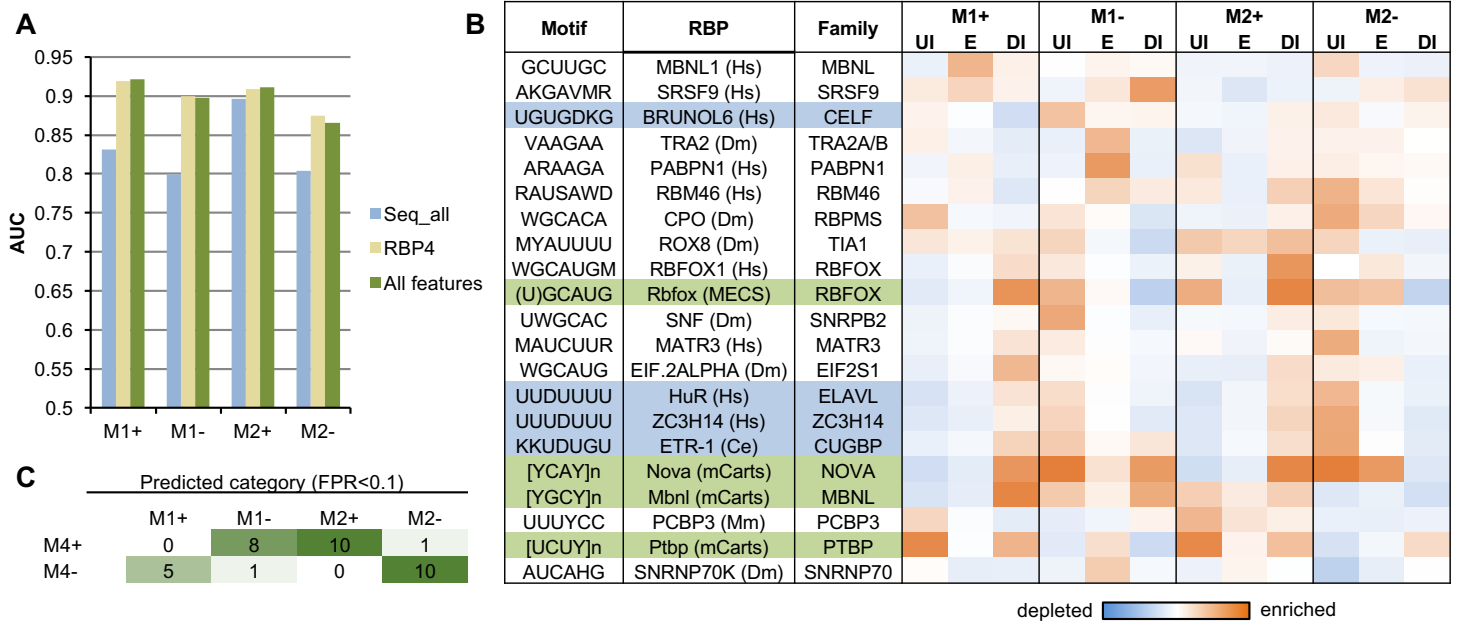 A
AUC
0.95
0.9
0.85
0.8
0.75
0.7
0.65
0.6
0.55
0.5
M1+ M1- M2+ M2-
Seq_all
RBP4
All features
B
Motif RBP Family M1+ M1- M2+ M2-
UI E DI UI E DI UI E DI UI E DI
GCUUGC MBNL1 (Hs) MBNL
AKGAVMR SRSF9 (Hs) SRSF9
UGUGDKG BRUNOL6 (Hs) CELF
VAAGAA TRA2 (Dm) TRA2A/B
ARAAGA PABPN1 (Hs) PABPN1
RAUSAWD RBM46 (Hs) RBM46
WGCACA CPO (Dm) RBPMS
MYAUUUU ROX8 (Dm) TIA1
WGCAUGM RBFOX1 (Hs) RBFOX
(U)GCAUG Rbfox (MECS) RBFOX
UWGCAC SNF (Dm) SNRPB2
MAUCUUR MATR3 (Hs) MATR3
WGCAUG EIF.2ALPHA (Dm) EIF2S1
UUDUUUU HuR (Hs) ELAVL
UUUDUUU ZC3H14 (Hs) ZC3H14
KKUDUGU ETR-1 (Ce) CUGBP
[YCAY]n Nova (mCarts) NOVA
[YGCY]n Mbnl (mCarts) MBNL
UUUYCC PCBP3 (Mm) PCBP3
[UCUY]n Ptbp (mCarts) PTBP
AUCAHG SNRNP70K (Dm) SNRNP70
depleted enriched
C
Predicted category (FPR<0.1)
M1+ M1- M2+ M2-
M4+ 0 8 10 1
M4- 5 1 0 10